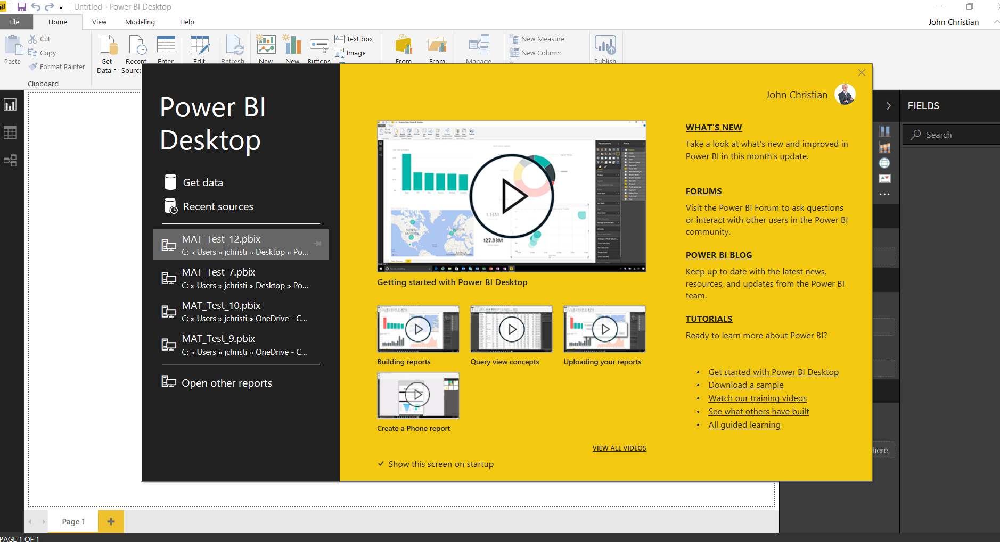 Untitled - Power BI Desktop
File Home View Modeling Help John Christian
Cut
Copy
Format Painter
Paste
Clipboard
Get Data
Recent Source
Enter
Edit
Refresh
New
New
Buttons
Text box
Image
From
From
Manage
New Measure
New Column
Publish
Power BI
Desktop
Get data
Recent sources
MAT_Test_12.pbix
C: » Users » jchristi » Desktop » Po...
MAT_Test_7.pbix
C: » Users » jchristi » Desktop » Po...
MAT_Test_10.pbix
C: » Users » jchristi » OneDrive - C...
MAT_Test_9.pbix
C: » Users » jchristi » OneDrive - C...
Open other reports
John Christian
1.13M
127.93M
NORTH
AMERICA
Getting started with Power BI Desktop
Building reports
Query view concepts
Uploading your reports
Create a Phone report
VIEW ALL VIDEOS
Show this screen on startup
WHAT'S NEW
Take a look at what's new and improved in
Power BI in this month's update.
FORUMS
Visit the Power BI Forum to ask questions
or interact with other users in the Power BI
community.
POWER BI BLOG
Keep up to date with the latest news,
resources, and updates from the Power BI
team.
TUTORIALS
Ready to learn more about Power BI?
• Get started with Power BI Desktop
• Download a sample
• Watch our training videos
• See what others have built
• All guided learning
FIELDS
Search
here
Page 1
PAGE 1 OF 1